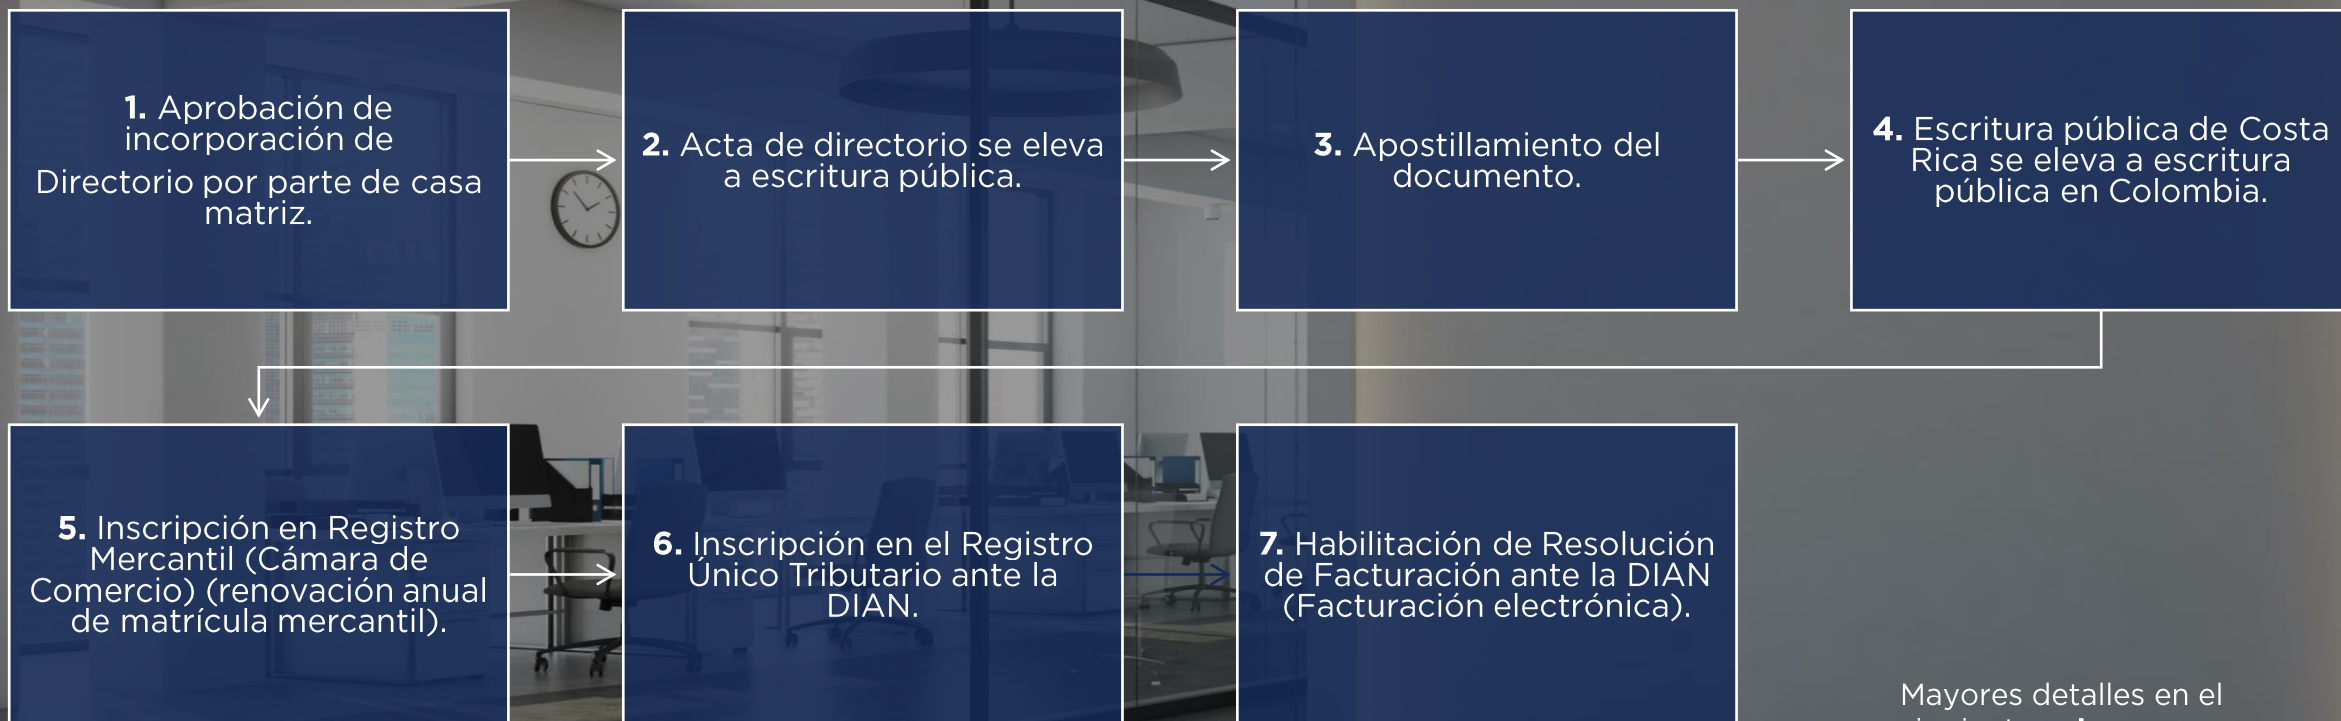 1. Aprobación de
incorporación de
Directorio por parte de casa
matriz.
2. Acta de directorio se eleva
a escritura pública.
3. Apostillamiento del
documento.
4. Escritura pública de Costa
Rica se eleva a escritura
pública en Colombia.
5. Inscripción en Registro
Mercantil (Cámara de
Comercio) (renovación anual
de matrícula mercantil).
6. Inscripción en el Registro
Único Tributario ante la
DIAN.
7. Habilitación de Resolución
de Facturación ante la DIAN
(Facturación electrónica).
Mayores detalles en el